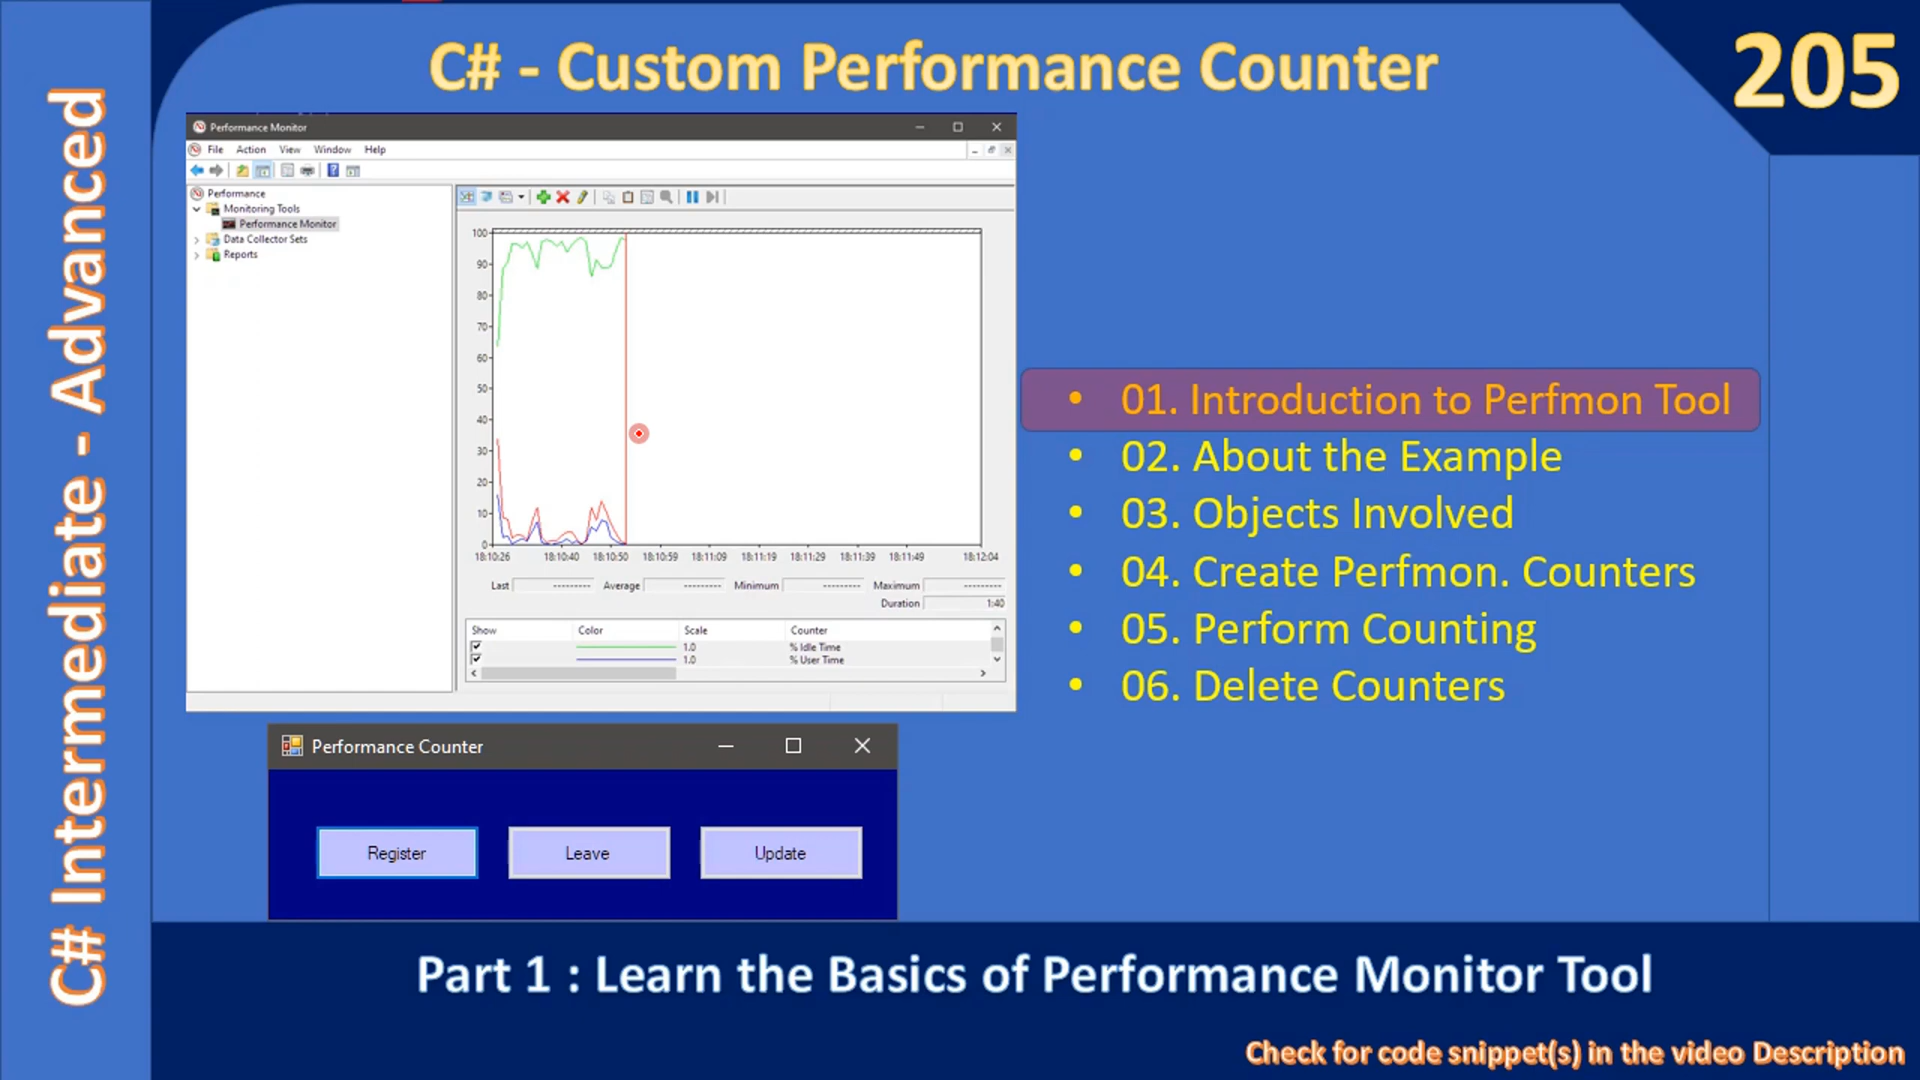 C# - Custom Performance Counter
205
C# Intermediate - Advanced
Performance Monitor
File Action View Window Help
Performance
Monitoring Tools
Performance Monitor
Data Collector Sets
Reports
100
90
80
70
60
50
40
30
20
10
0
18:10:26 18:10:40 18:10:50 18:10:59 18:11:09 18:11:19 18:11:29 18:11:39 18:11:49 18:12:04
Last --------- Average --------- Minimum --------- Maximum ---------
Duration 1:40
Show Color Scale Counter
1.0 % Idle Time
1.0 % User Time
• 01. Introduction to Perfmon Tool
• 02. About the Example
• 03. Objects Involved
• 04. Create Perfmon. Counters
• 05. Perform Counting
• 06. Delete Counters
Performance Counter
Register Leave Update
Part 1 : Learn the Basics of Performance Monitor Tool
Check for code snippet(s) in the video Description